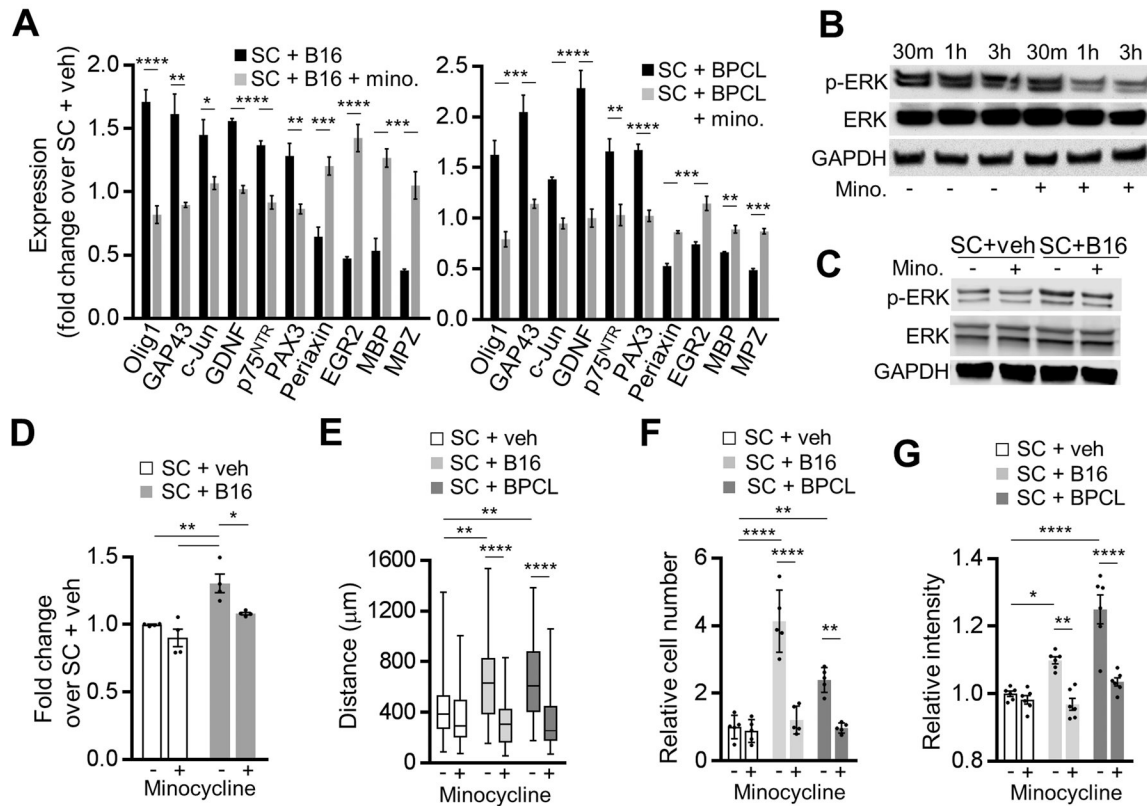 A
SC + B16
SC + B16 + mino.
Expression
(fold change over SC + veh)
2.0
1.5
1.0
0.5
0.0
****
**
*
****
**
***
****
***
Olig1
GAP43
c-Jun
GDNF
p75NTR
PAX3
Periaxin
EGR2
MBP
MPZ
SC + BPCL
SC + BPCL
+ mino.
2.5
2.0
1.5
1.0
0.5
0.0
***
****
**
****
***
**
***
Olig1
GAP43
c-Jun
GDNF
p75NTR
PAX3
Periaxin
EGR2
MBP
MPZ
B
30m 1h 3h 30m 1h 3h
p-ERK
ERK
GAPDH
Mino. - - - + + +
C
SC+veh SC+B16
Mino. - + - +
p-ERK
ERK
GAPDH
D
SC + veh
SC + B16
Fold change
over SC + veh
1.5
1.0
0.5
0.0
** *
- + - +
Minocycline
E
SC + veh
SC + B16
SC + BPCL
Distance (μm)
1600
1200
800
400
0
**
**
****
****
- + - + - +
Minocycline
F
SC + veh
SC + B16
SC + BPCL
Relative cell number
6
4
2
0
**
****
****
**
- + - + - +
Minocycline
G
SC + veh
SC + B16
SC + BPCL
Relative intensity
1.4
1.2
1.0
0.8
****
****
*
**
- + - + - +
Minocycline